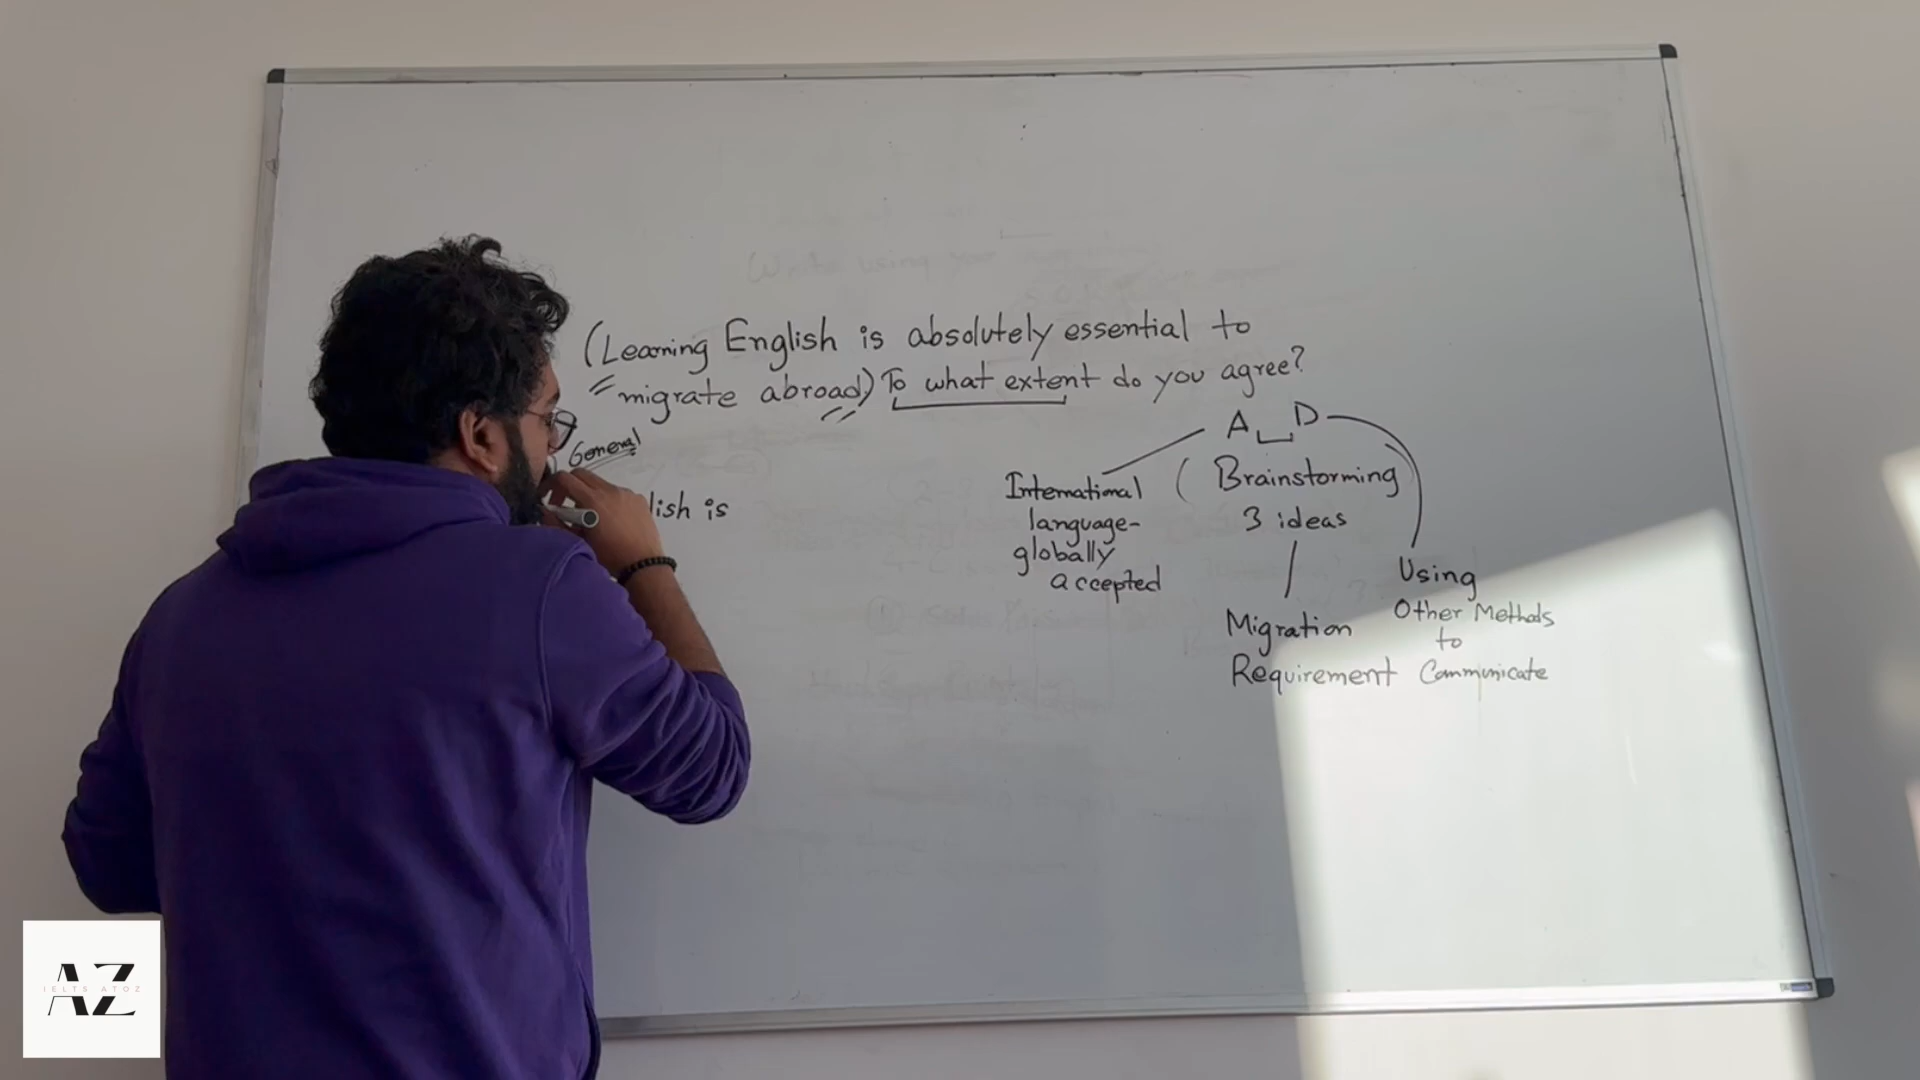 (Learning English is absolutely essential to
migrate abroad) To what extent do you agree?
General
lish is
A D
(Brainstorming
3 ideas
International
language-
globally
accepted
Migration
Requirement
Using
Other Methods
to
Communicate
AZ
IELTS ATOZ